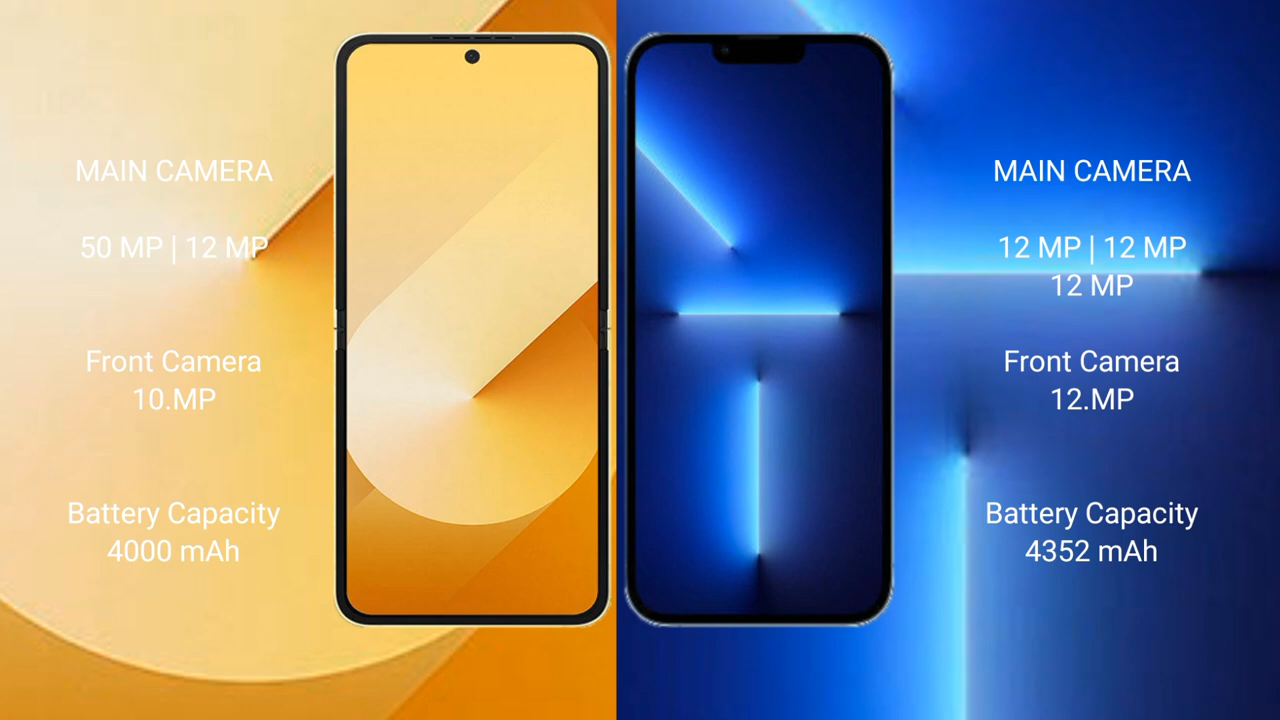 MAIN CAMERA
50 MP | 12 MP
Front Camera
10.MP
Battery Capacity
4000 mAh
MAIN CAMERA
12 MP | 12 MP
12 MP
Front Camera
12.MP
Battery Capacity
4352 mAh